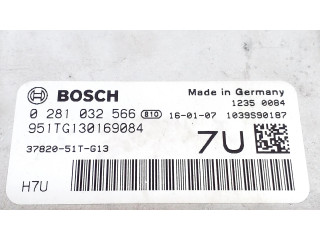 BOSCH
Made in Germany
1235 0084
0 281 032 566 810 16-01-07 1039S90187
951TG130169084
7U
37820-51T-G13
H7U